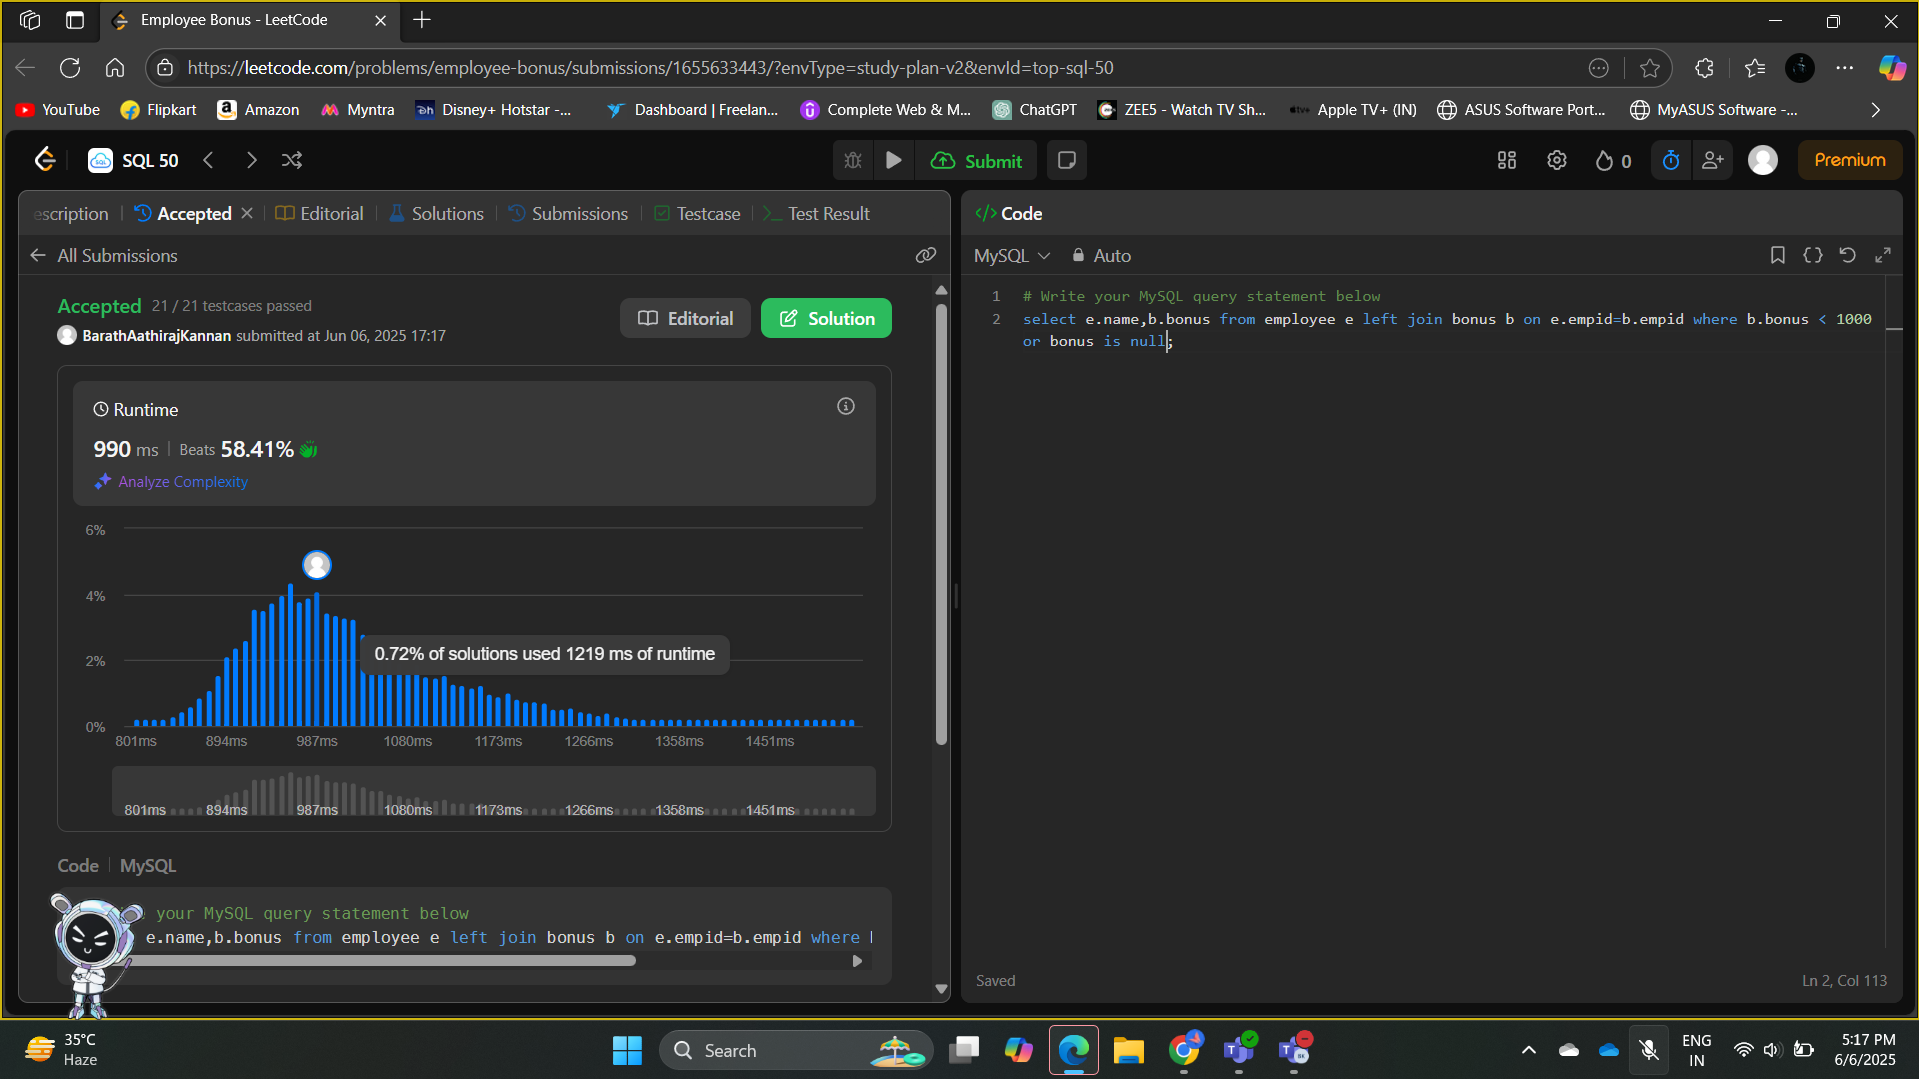 Employee Bonus - LeetCode
https://leetcode.com/problems/employee-bonus/submissions/1655633443/?envType=study-plan-v2&envId=top-sql-50
YouTube Flipkart Amazon Myntra Disney+ Hotstar -... Dashboard | Freelan... Complete Web & M... ChatGPT ZEE5 - Watch TV Sh... Apple TV+ (IN) ASUS Software Port... MyASUS Software -...
SQL 50 Submit 0 Premium
escription Accepted Editorial Solutions Submissions Testcase Test Result
All Submissions
Accepted 21 / 21 testcases passed
BarathAathirajKannan submitted at Jun 06, 2025 17:17
Editorial Solution
Runtime
990 ms | Beats 58.41%
Analyze Complexity
6%
4%
2%
0%
0.72% of solutions used 1219 ms of runtime
801ms 894ms 987ms 1080ms 1173ms 1266ms 1358ms 1451ms
801ms 894ms 987ms 1080ms 1173ms 1266ms 1358ms 1451ms
Code | MySQL
your MySQL query statement below
e.name,b.bonus from employee e left join bonus b on e.empid=b.empid where
</> Code
MySQL Auto
1 # Write your MySQL query statement below
2 select e.name,b.bonus from employee e left join bonus b on e.empid=b.empid where b.bonus < 1000
or bonus is null;
Saved Ln 2, Col 113
35°C
Haze
Search
ENG
IN
5:17 PM
6/6/2025